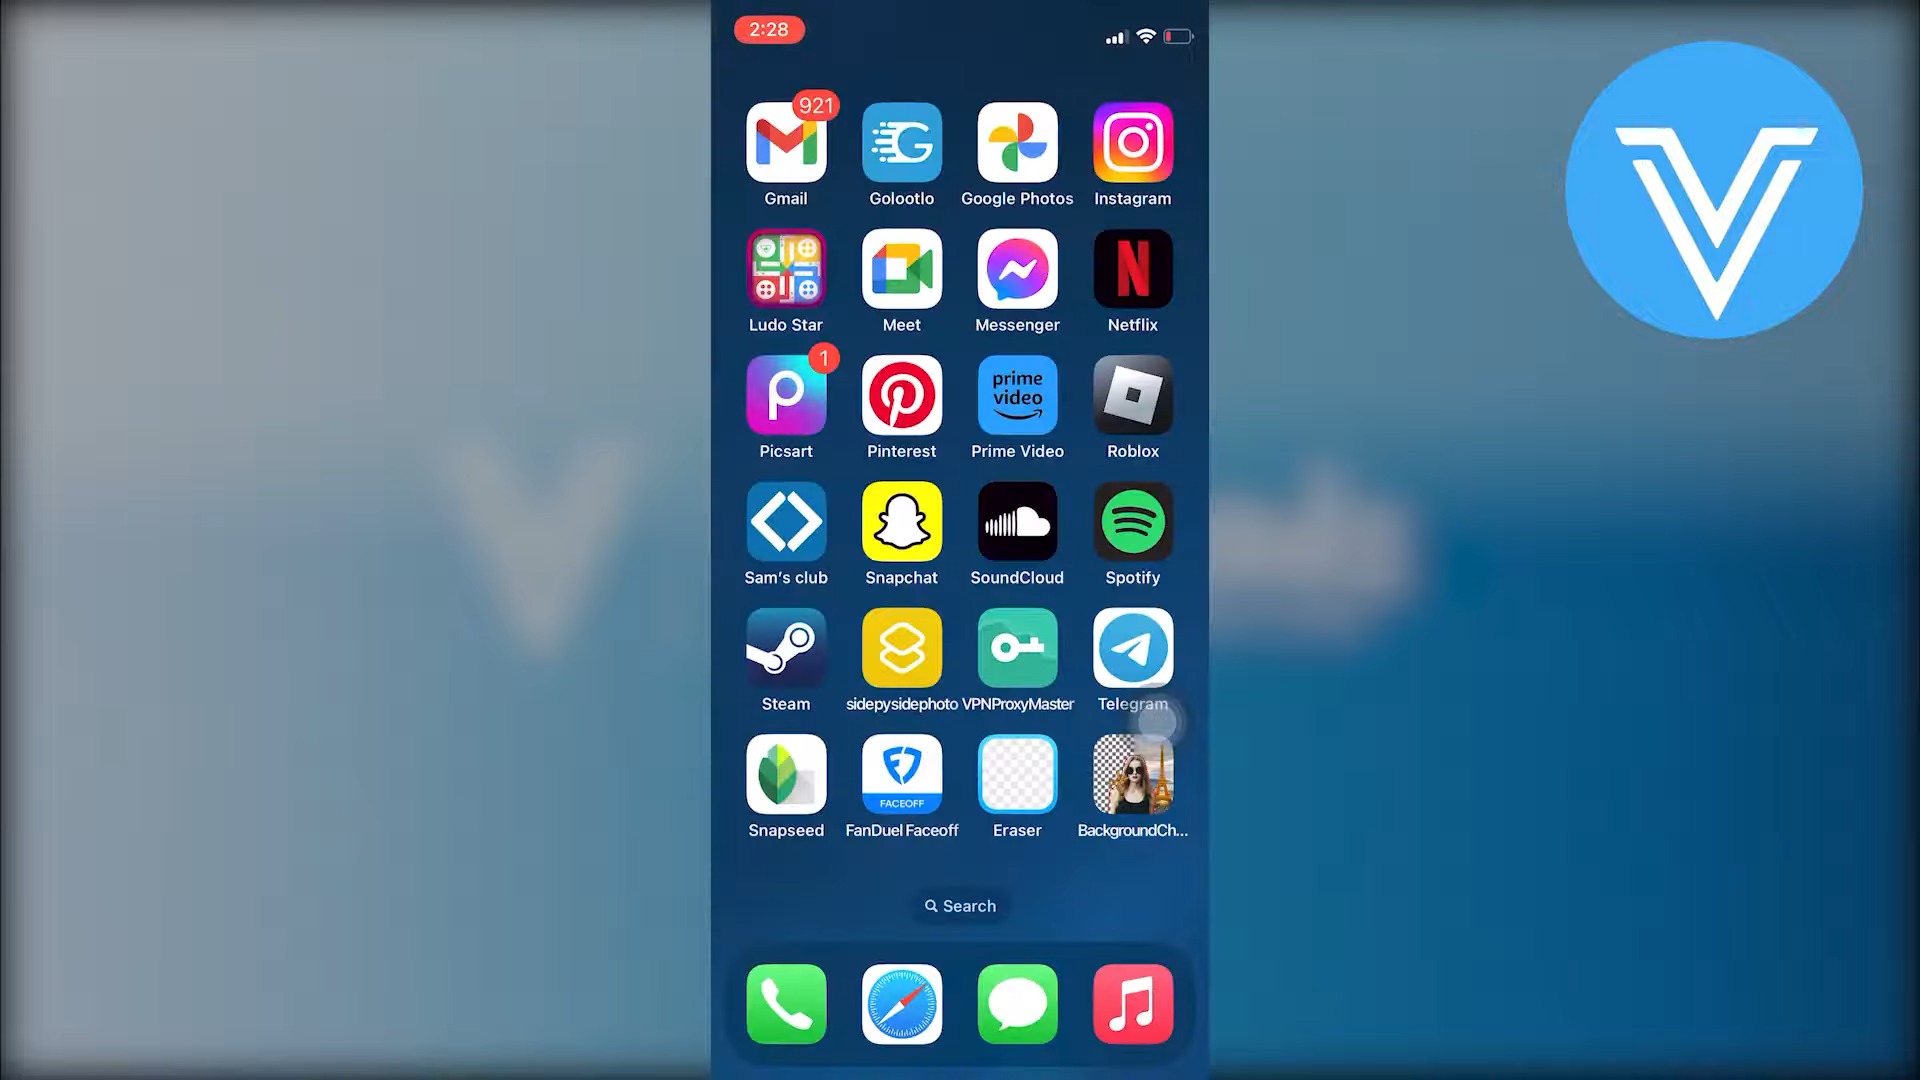 2:28
921
Gmail
Golootlo
Google Photos
Instagram
Ludo Star
Meet
Messenger
Netflix
1
prime
video
Picsart
Pinterest
Prime Video
Roblox
Sam's club
Snapchat
SoundCloud
Spotify
Steam
sidepysidephoto
VPNProxyMaster
Telegram
FACEOFF
Snapseed
FanDuel Faceoff
Eraser
BackgroundCh...
Search